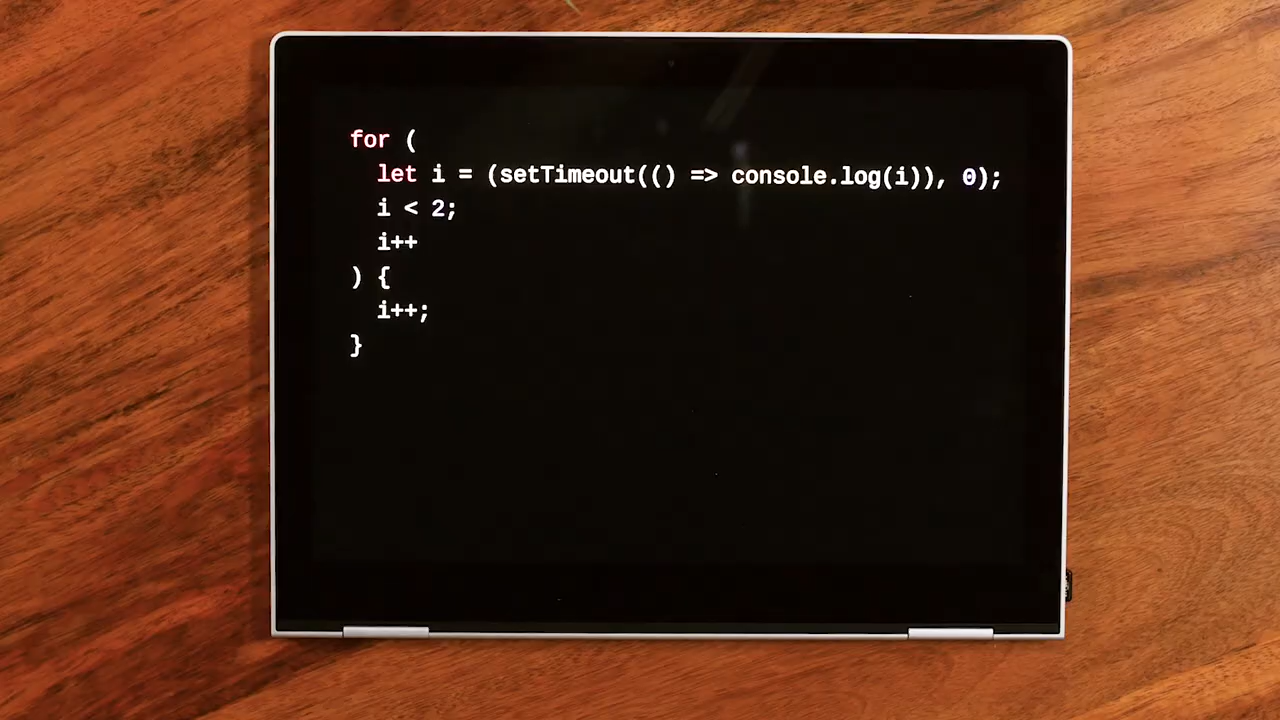 for (
  let i = (setTimeout(() => console.log(i)), 0);
  i < 2;
  i++
) {
  i++;
}